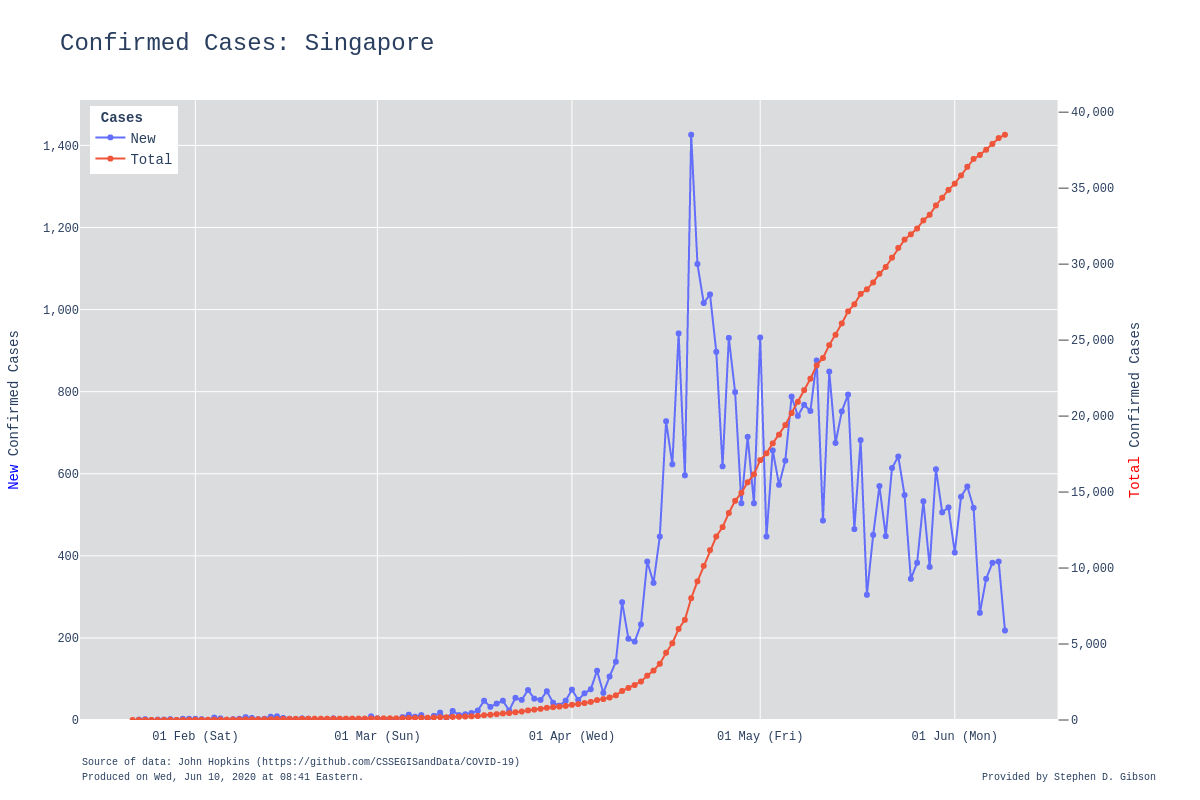 Confirmed Cases: Singapore
Cases
New
Total
1,400
1,200
1,000
800
600
400
200
0
New Confirmed Cases
40,000
35,000
30,000
25,000
20,000
15,000
10,000
5,000
0
Total Confirmed Cases
01 Feb (Sat)
01 Mar (Sun)
01 Apr (Wed)
01 May (Fri)
01 Jun (Mon)
Source of data: John Hopkins (https://github.com/CSSEGISandData/COVID-19)
Produced on Wed, Jun 10, 2020 at 08:41 Eastern.
Provided by Stephen D. Gibson